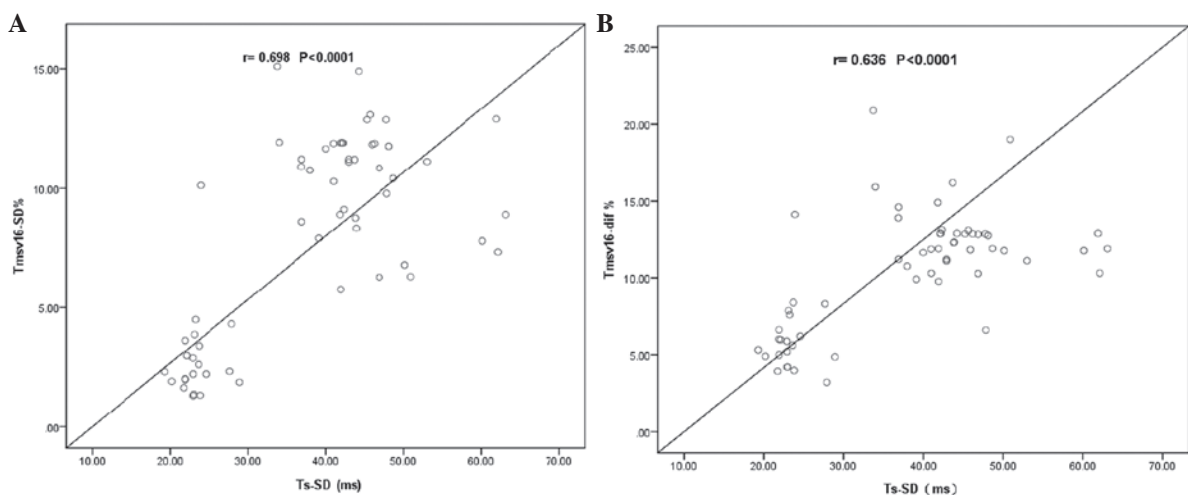 A
r= 0.698 P<0.0001
Tmsv16-SD%
15.00
10.00
5.00
.00
10.00 20.00 30.00 40.00 50.00 60.00 70.00
Ts-SD (ms)
B
r= 0.636 P<0.0001
Tmsv16-dif %
25.00
20.00
15.00
10.00
5.00
.00
10.00 20.00 30.00 40.00 50.00 60.00 70.00
Ts-SD ( ms)